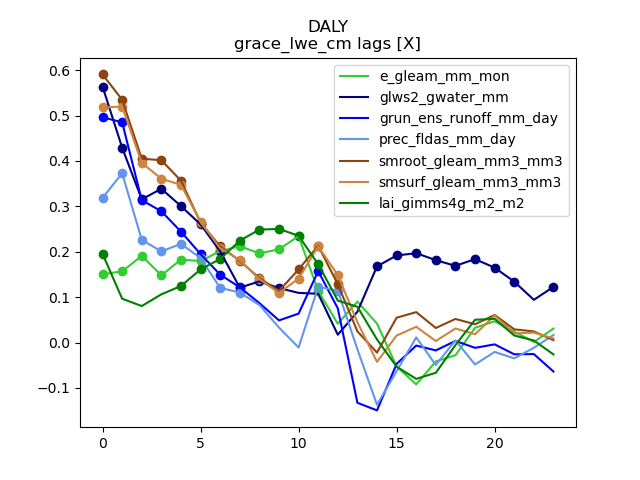 DALY
grace_lwe_cm lags [X]
0.6
0.5
0.4
0.3
0.2
0.1
0.0
−0.1
0
5
10
15
20
e_gleam_mm_mon
glws2_gwater_mm
grun_ens_runoff_mm_day
prec_fldas_mm_day
smroot_gleam_mm3_mm3
smsurf_gleam_mm3_mm3
lai_gimms4g_m2_m2